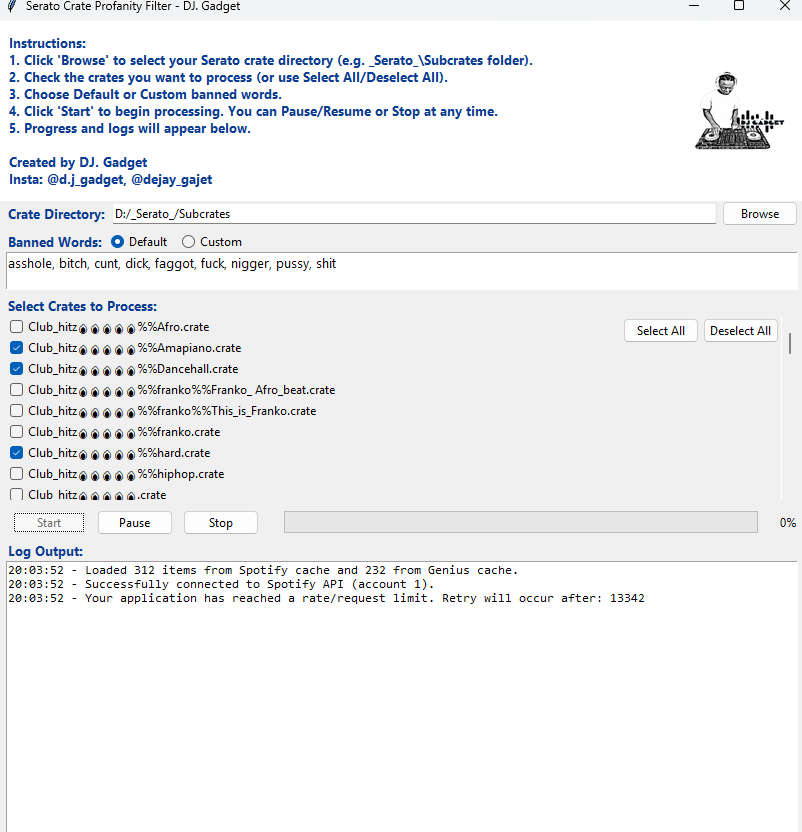 Serato Crate Profanity Filter - DJ. Gadget
Instructions:
1. Click 'Browse' to select your Serato crate directory (e.g. _Serato_\Subcrates folder).
2. Check the crates you want to process (or use Select All/Deselect All).
3. Choose Default or Custom banned words.
4. Click 'Start' to begin processing. You can Pause/Resume or Stop at any time.
5. Progress and logs will appear below.
DJ GADGET
Created by DJ. Gadget
Insta: @d.j_gadget, @dejay_gajet
Crate Directory: D:/_Serato_/Subcrates Browse
Banned Words: Default Custom
asshole, bitch, cunt, dick, faggot, fuck, nigger, pussy, shit
Select Crates to Process:
Select All Deselect All
Club_hitz%%Afro.crate
Club_hitz%%Amapiano.crate
Club_hitz%%Dancehall.crate
Club_hitz%%franko%%Franko_ Afro_beat.crate
Club_hitz%%franko%%This_is_Franko.crate
Club_hitz%%franko.crate
Club_hitz%%hard.crate
Club_hitz%%hiphop.crate
Club_hitz.crate
Start Pause Stop 0%
Log Output:
20:03:52 - Loaded 312 items from Spotify cache and 232 from Genius cache.
20:03:52 - Successfully connected to Spotify API (account 1).
20:03:52 - Your application has reached a rate/request limit. Retry will occur after: 13342